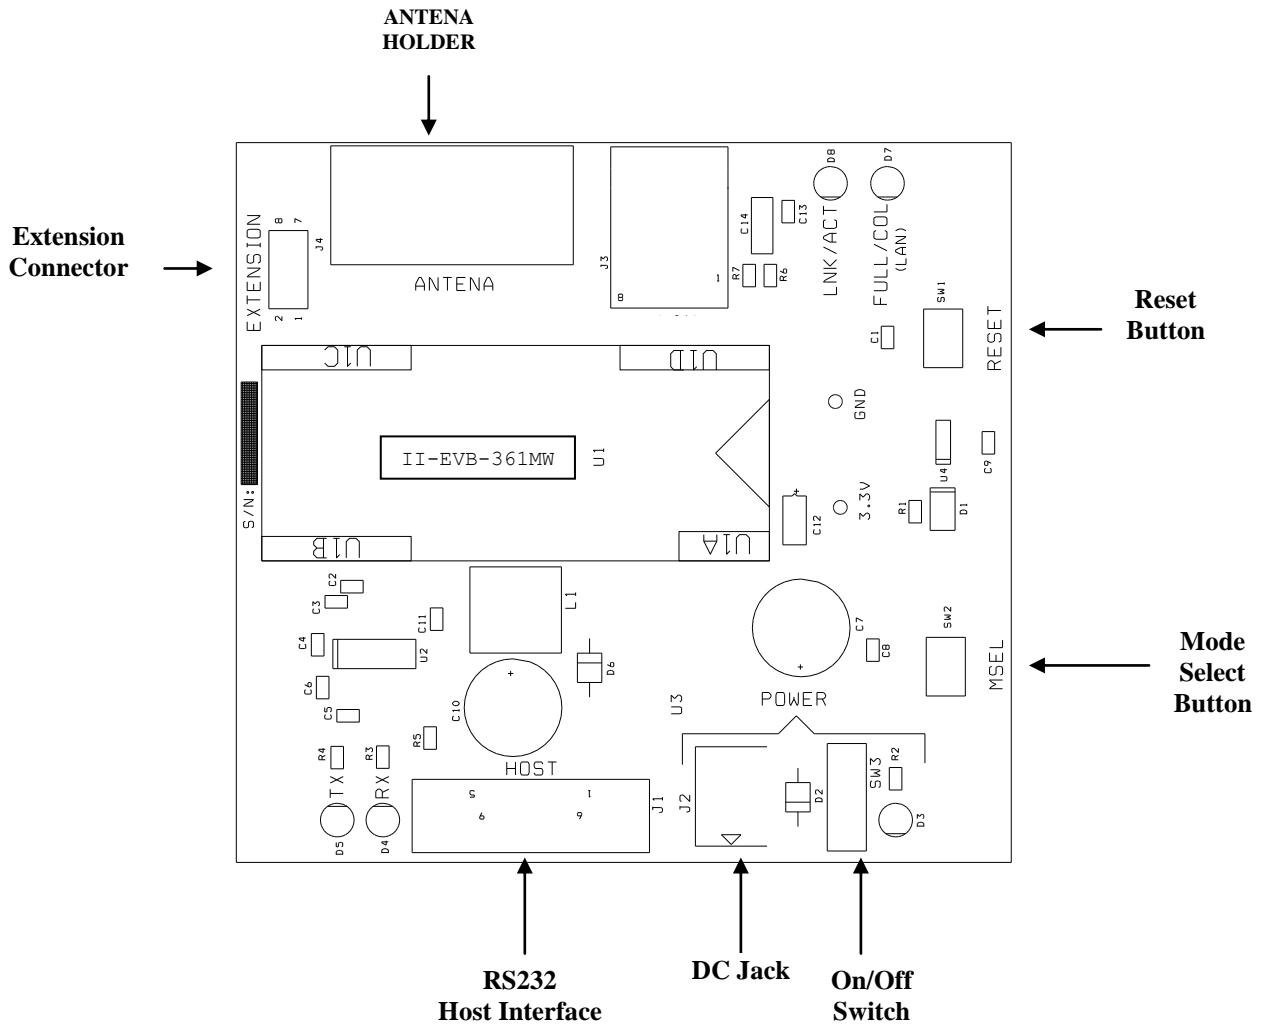 ANTENA
HOLDER
D8
D7
EXTENSION
8
7
J4
C14
C13
LNK/ACT
FULL/COL
(LAN)
Extension
Connector
J3
R7
R6
1
8
ANTENA
SW1
2
1
Reset
Button
C1
RESET
U1C
U1D
GND
II-EVB-361MW
U1
U4
C9
S/N:
3.3V
C12
R1
D1
U1B
U1A
C2
C3
C11
L1
C7
SW2
C4
U2
D6
C8
MSEL
Mode
Select
Button
C6
C5
C10
U3
POWER
R4
R3
R5
HOST
SW3
R2
TX
RX
5
1
9
6
J1
J2
D2
D3
D5
D4
RS232
Host Interface
DC Jack
On/Off
Switch